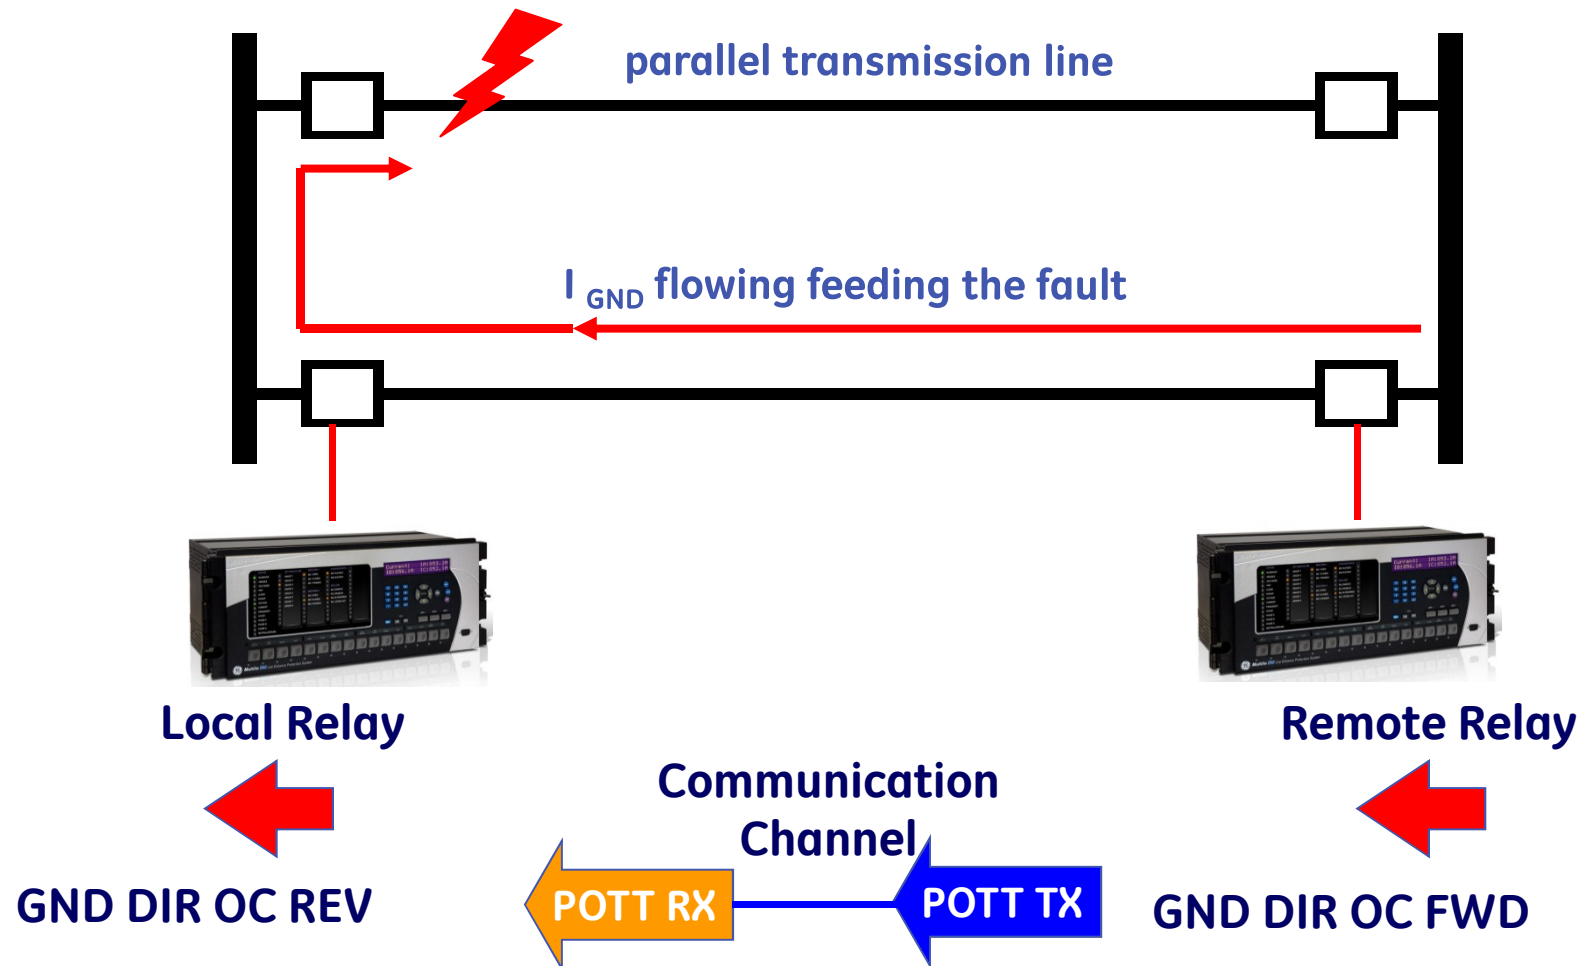 parallel transmission line
I GND flowing feeding the fault
Local Relay
Remote Relay
Communication
Channel
GND DIR OC REV
POTT RX
POTT TX
GND DIR OC FWD